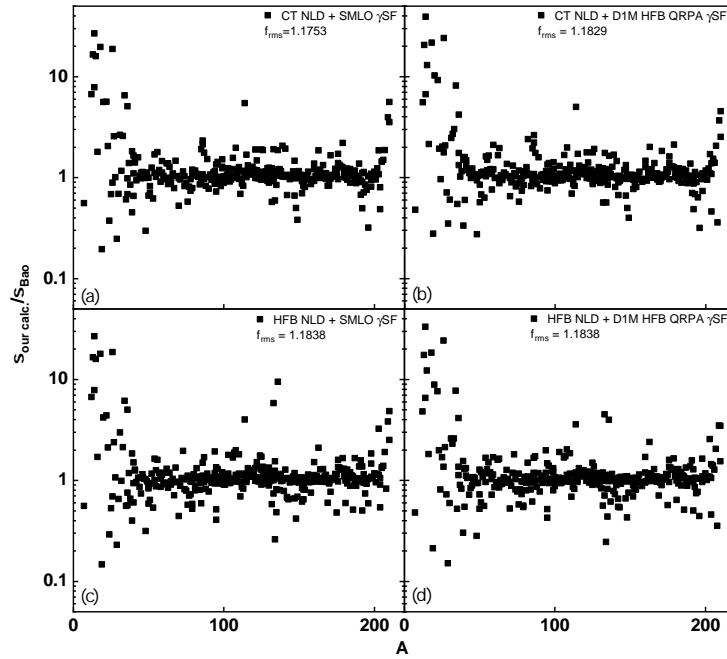 CT NLD + SMLO γSF
f_rms=1.1753
CT NLD + D1M HFB QRPA γSF
f_rms = 1.1829
10
1
0.1
(a)
(b)
s_our calc./s_Bao
HFB NLD + SMLO γSF
f_rms = 1.1838
HFB NLD + D1M HFB QRPA γSF
f_rms = 1.1838
10
1
0.1
(c)
(d)
0
100
200
0
100
200
A